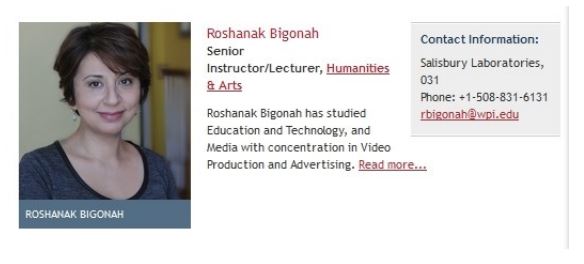 Roshanak Bigonah
Senior
Instructor/Lecturer, Humanities
& Arts
Roshanak Bigonah has studied
Education and Technology, and
Media with concentration in Video
Production and Advertising. Read more...
ROSHANAK BIGONAH
Contact Information:
Salisbury Laboratories,
031
Phone: +1-508-831-6131
rbigonah@wpi.edu